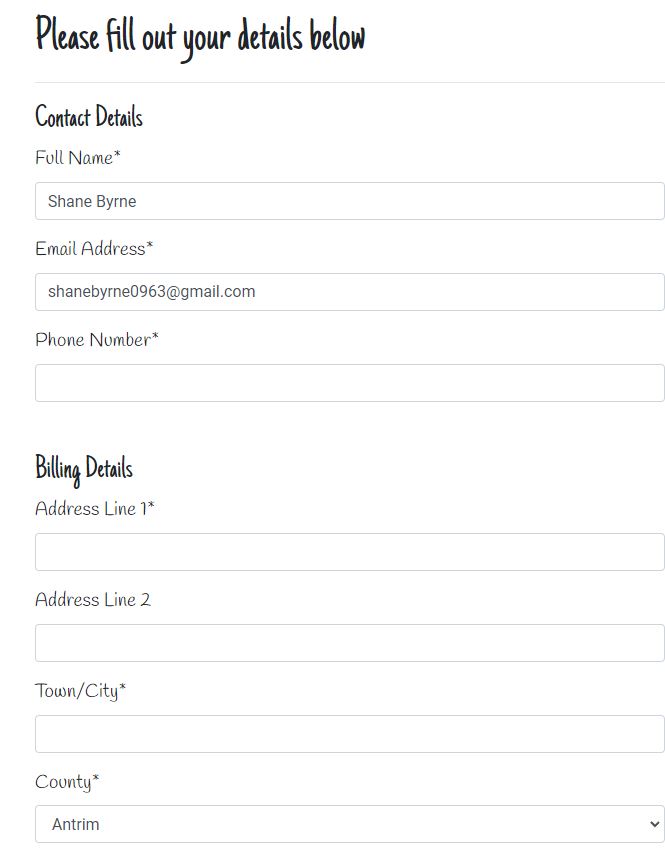 Please fill out your details below
Contact Details
Full Name*
Shane Byrne
Email Address*
shanebyrne0963@gmail.com
Phone Number*
Billing Details
Address Line 1*
Address Line 2
Town/City*
County*
Antrim